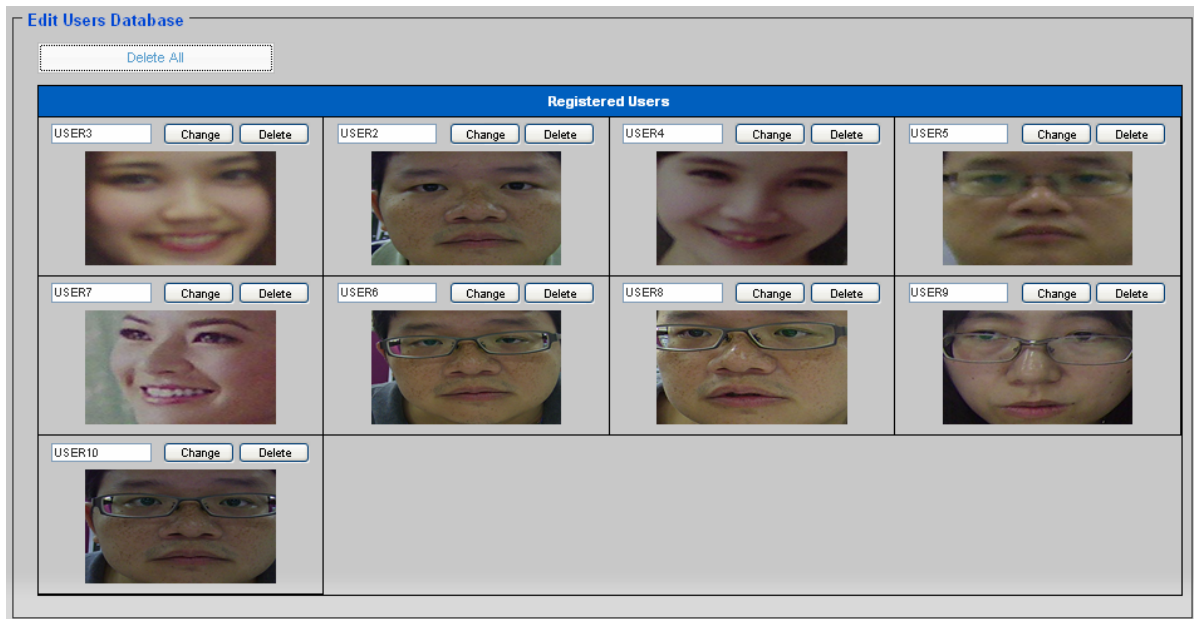 Edit Users Database
Delete All
Registered Users
USER3 Change Delete USER2 Change Delete USER4 Change Delete USER5 Change Delete
USER7 Change Delete USER6 Change Delete USER8 Change Delete USER9 Change Delete
USER10 Change Delete